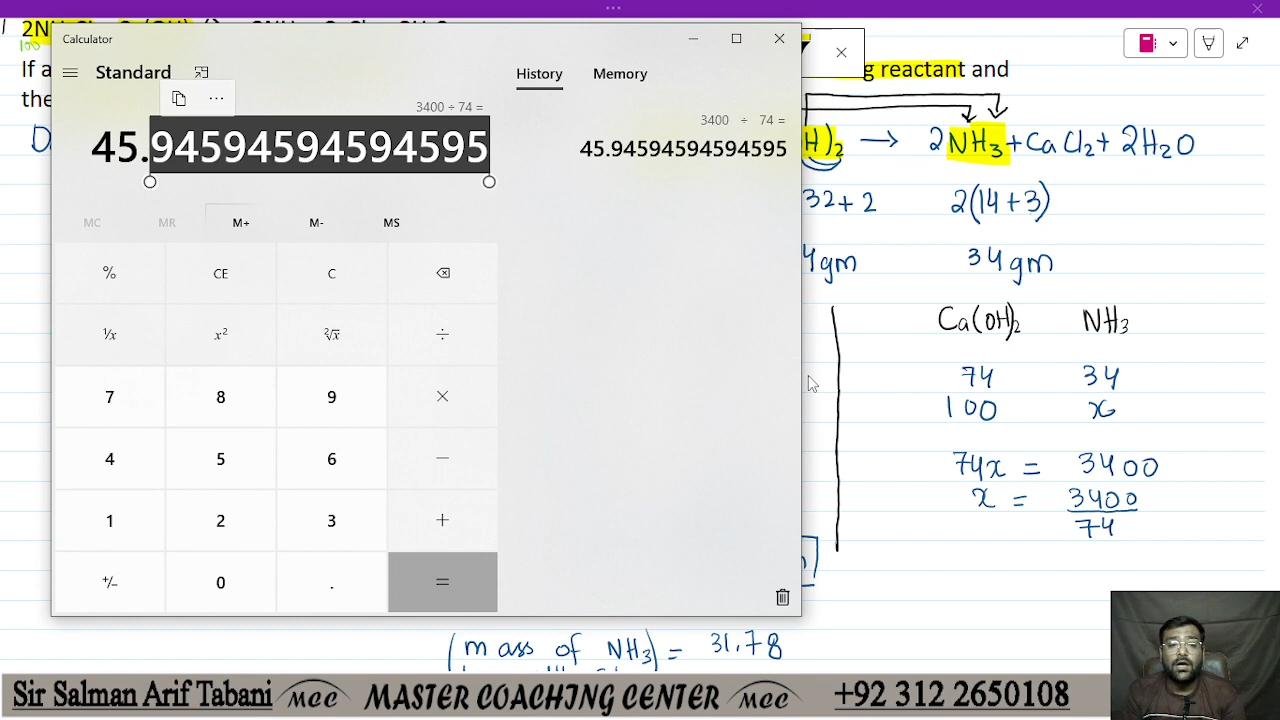 Calculator
Standard
History
Memory
3400 ÷ 74 =
45.94594594594595
3400 ÷ 74 =
45.94594594594595
MC MR M+ M- MS
% CE C
¹/x x² ²√x ÷
7 8 9 ×
4 5 6 −
1 2 3 +
+/− 0 . =
If a
the
g reactant and
H)₂ → 2NH₃ + CaCl₂ + 2H₂O
32+2 2(14+3)
4gm 34gm
Ca(OH)₂ NH₃
74 34
100 x
74x = 3400
x = 3400
74
(mass of NH₃) = 31.78
Sir Salman Arif Tabani MCC MASTER COACHING CENTER MCC +92 312 2650108